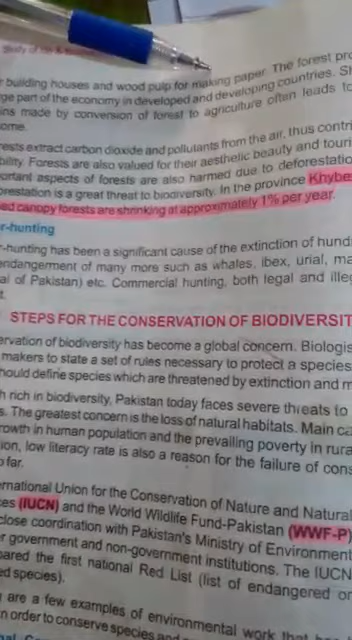 building houses and wood pulp for making paper. The forest pro
ge part of the economy in developed and developing countries. S
ns made by conversion of forest to agriculture often leads to
ome.
ests extract carbon dioxide and pollutants from the air, thus contri
bility. Forests are also valued for their aesthetic beauty and touri
portant aspects of forests are also harmed due to deforestatio
orestation is a great threat to biodiversity. In the province Khybe
ed canopy forests are shrinking at approximately 1% per year.
r-hunting
r-hunting has been a significant cause of the extinction of hund
endangerment of many more such as whales, ibex, urial, ma
al of Pakistan) etc. Commercial hunting, both legal and illeg
t.
STEPS FOR THE CONSERVATION OF BIODIVERSIT
ervation of biodiversity has become a global concern. Biologis
makers to state a set of rules necessary to protect a species
hould define species which are threatened by extinction and m
h rich in biodiversity, Pakistan today faces severe threats to
s. The greatest concern is the loss of natural habitats. Main ca
rowth in human population and the prevailing poverty in rura
ion, low literacy rate is also a reason for the failure of cons
o far.
ernational Union for the Conservation of Nature and Natural
ces (IUCN) and the World Wildlife Fund-Pakistan (WWF-P)
close coordination with Pakistan's Ministry of Environment
r government and non-government institutions. The IUCN
pared the first national Red List (list of endangered or
ed species).
are a few examples of environmental work that
n order to conserve species